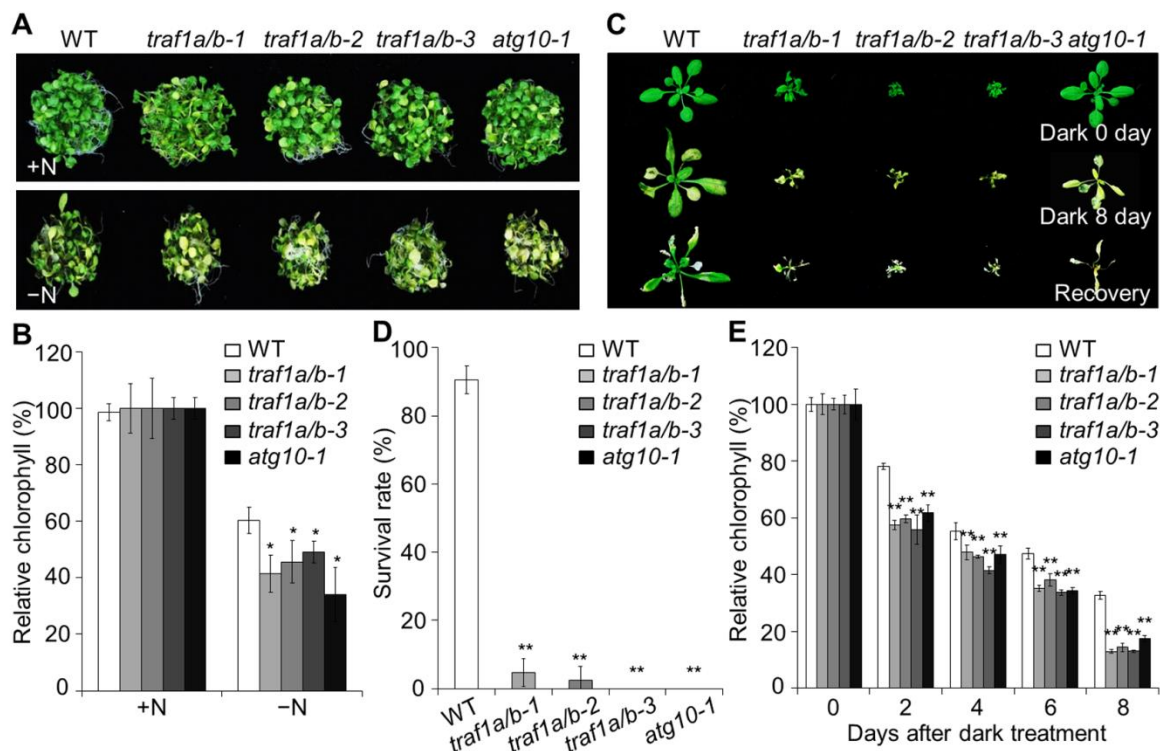 A
WT traf1a/b-1 traf1a/b-2 traf1a/b-3 atg10-1
+N
−N
C
WT traf1a/b-1 traf1a/b-2 traf1a/b-3 atg10-1
Dark 0 day
Dark 8 day
Recovery
B
Relative chlorophyll (%)
120
100
80
60
40
20
0
WT
traf1a/b-1
traf1a/b-2
traf1a/b-3
atg10-1
* * * *
+N −N
D
Survival rate (%)
100
80
60
40
20
0
WT
traf1a/b-1
traf1a/b-2
traf1a/b-3
atg10-1
** ** ** **
WT traf1a/b-1 traf1a/b-2 traf1a/b-3 atg10-1
E
Relative chlorophyll (%)
120
100
80
60
40
20
0
WT
traf1a/b-1
traf1a/b-2
traf1a/b-3
atg10-1
** ** ** **
** ** ** **
** ** ** **
** ** ** **
0 2 4 6 8
Days after dark treatment